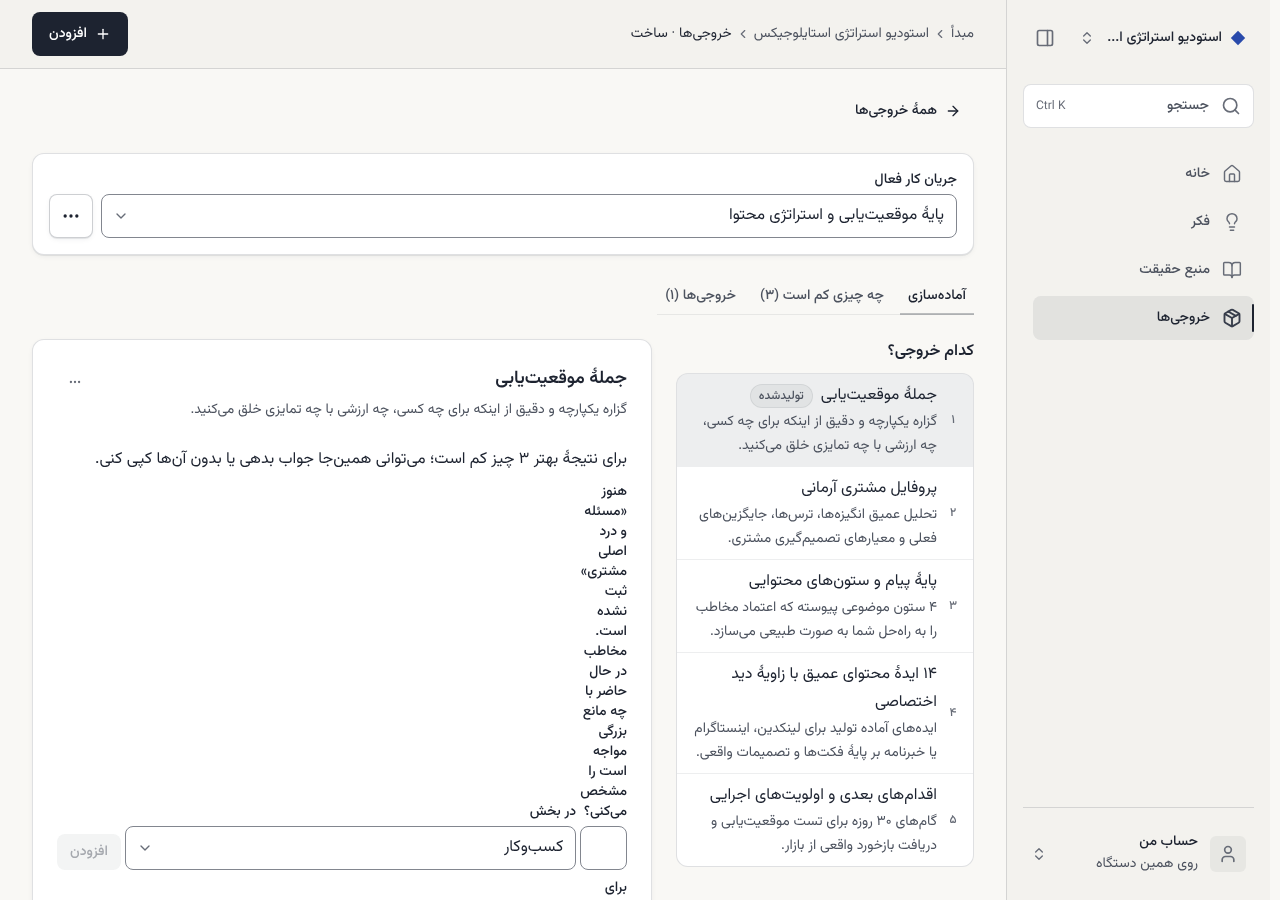 استودیو استراتژی ا...
جستجو
Ctrl K
خانه
فکر
منبع حقیقت
خروجی‌ها
حساب من
روی همین دستگاه
مبدأ › استودیو استراتژی استایلوجیکس › خروجی‌ها · ساخت
افزودن
همهٔ خروجی‌ها
جریان کار فعال
پایهٔ موقعیت‌یابی و استراتژی محتوا
آماده‌سازی
چه چیزی کم است (۳)
خروجی‌ها (۱)
کدام خروجی؟
۱
جملهٔ موقعیت‌یابی تولیدشده
گزاره یکپارچه و دقیق از اینکه برای چه کسی،
چه ارزشی با چه تمایزی خلق می‌کنید.
۲
پروفایل مشتری آرمانی
تحلیل عمیق انگیزه‌ها، ترس‌ها، جایگزین‌های
فعلی و معیارهای تصمیم‌گیری مشتری.
۳
پایهٔ پیام و ستون‌های محتوایی
۴ ستون موضوعی پیوسته که اعتماد مخاطب
را به راه‌حل شما به صورت طبیعی می‌سازد.
۴
۱۴ ایدهٔ محتوای عمیق با زاویهٔ دید
اختصاصی
ایده‌های آماده تولید برای لینکدین، اینستاگرام
یا خبرنامه بر پایهٔ فکت‌ها و تصمیمات واقعی.
۵
اقدام‌های بعدی و اولویت‌های اجرایی
گام‌های ۳۰ روزه برای تست موقعیت‌یابی و
دریافت بازخورد واقعی از بازار.
جملهٔ موقعیت‌یابی
...
گزاره یکپارچه و دقیق از اینکه برای چه کسی، چه ارزشی با چه تمایزی خلق می‌کنید.
برای نتیجهٔ بهتر ۳ چیز کم است؛ می‌توانی همین‌جا جواب بدهی یا بدون آن‌ها کپی کنی.
هنوز
«مسئله
و درد
اصلی
مشتری»
ثبت
نشده
است.
مخاطب
در حال
حاضر با
چه مانع
بزرگی
مواجه
است را
مشخص
می‌کنی؟ در بخش
کسب‌وکار
افزودن
برای